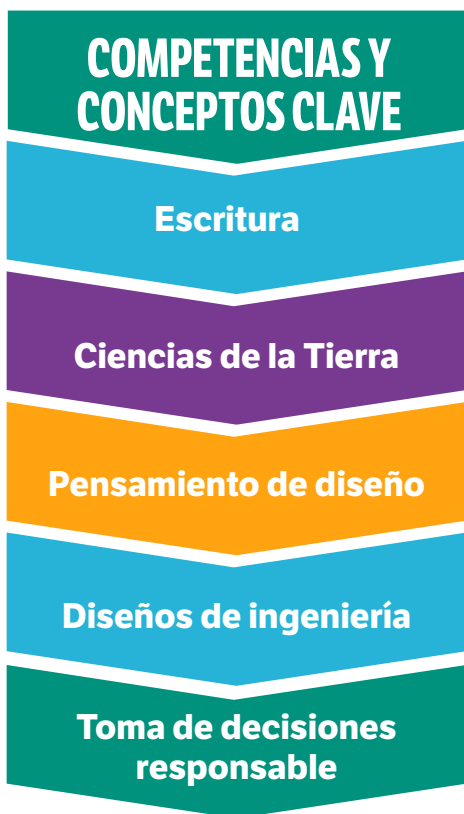 COMPETENCIAS Y
CONCEPTOS CLAVE
Escritura
Ciencias de la Tierra
Pensamiento de diseño
Diseños de ingeniería
Toma de decisiones
responsable